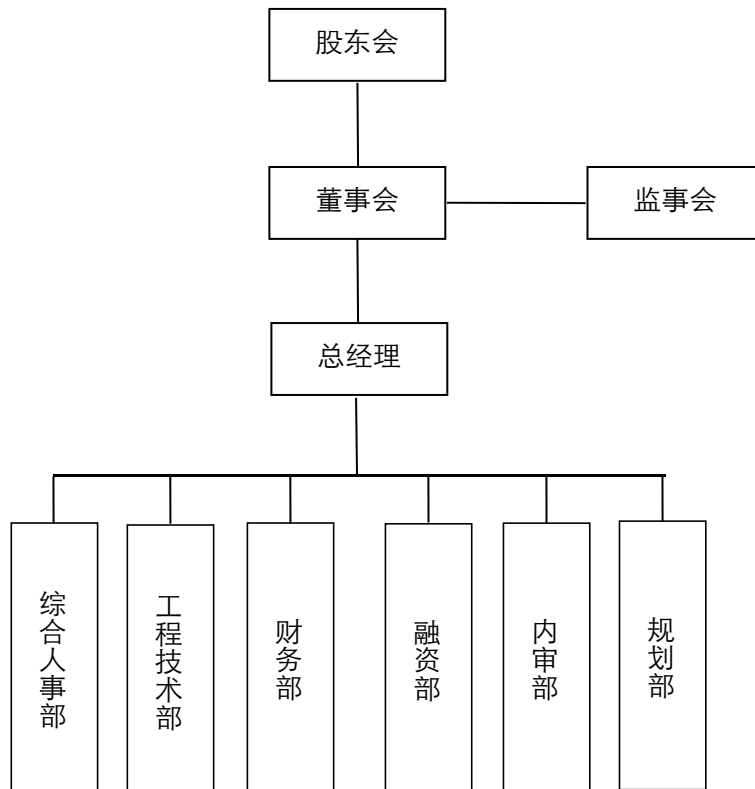 股东会
董事会
监事会
总经理
综合人事部
工程技术部
财务部
融资部
内审部
规划部